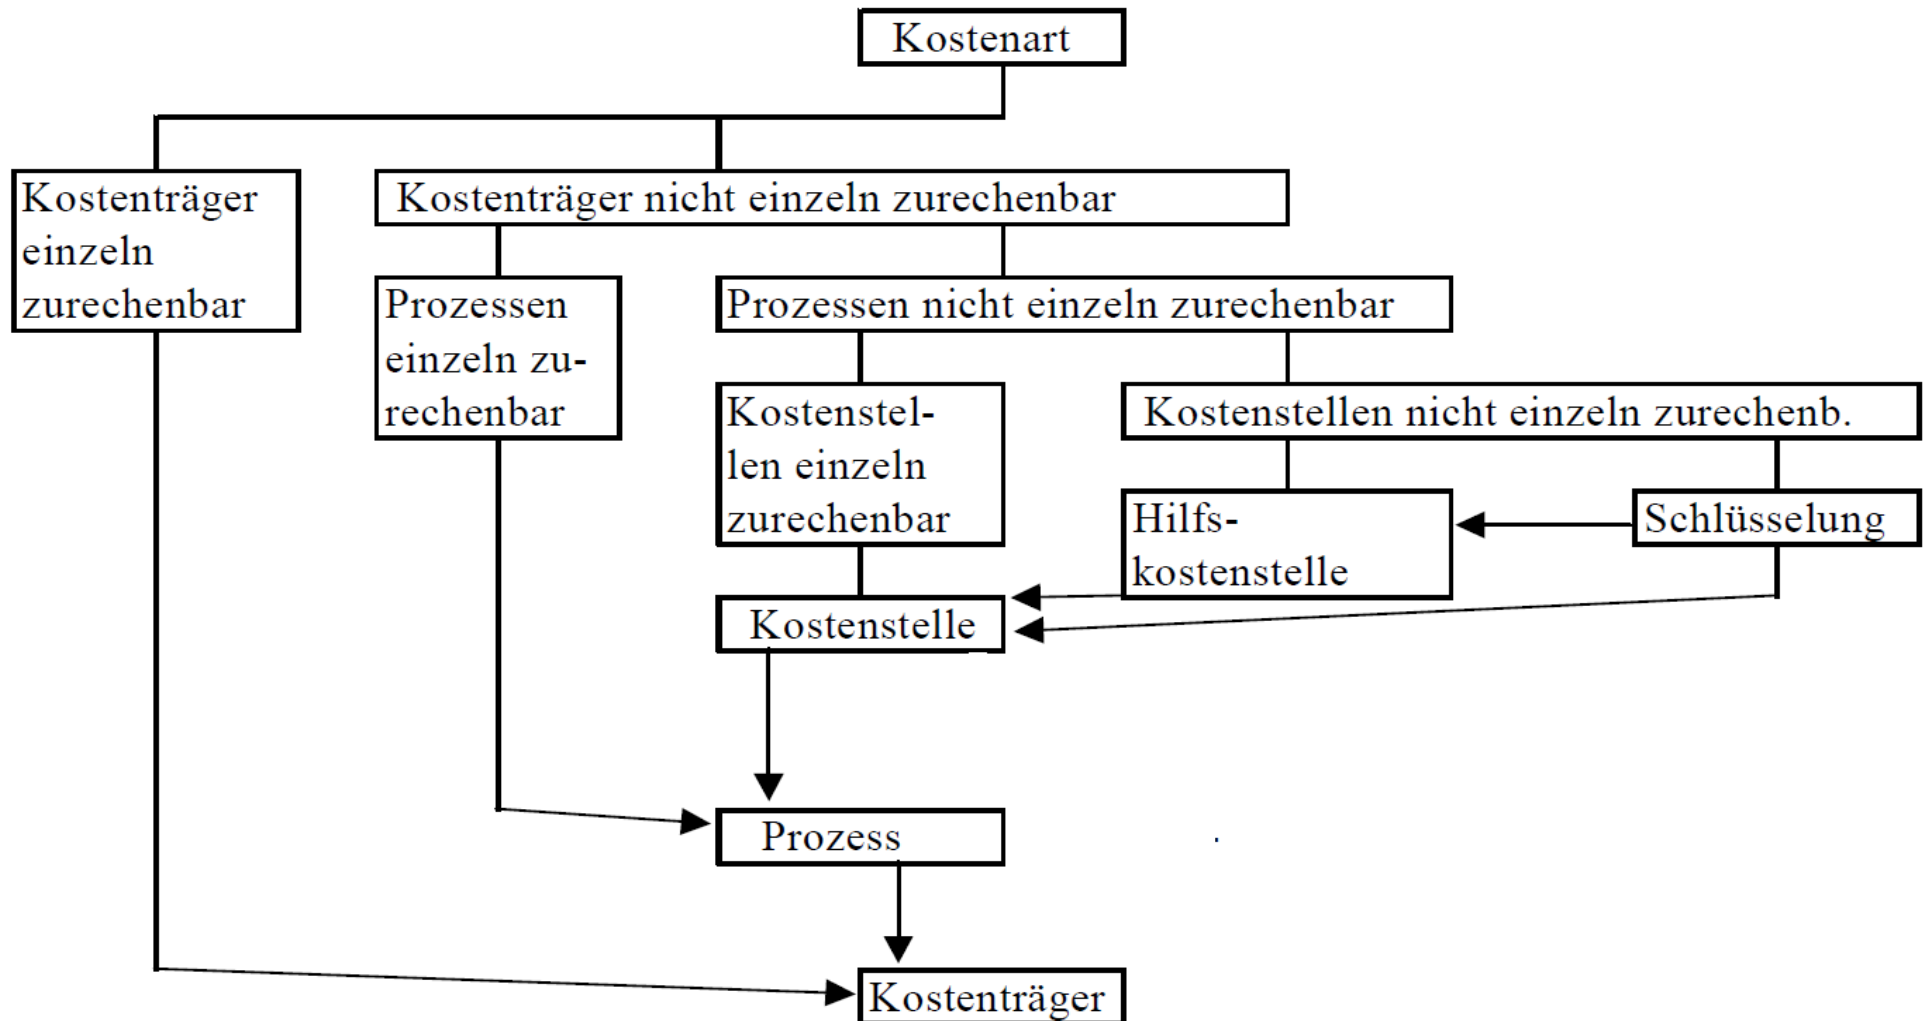 Kostenart
Kostenträger
einzeln
zurechenbar
Kostenträger nicht einzeln zurechenbar
Prozessen
einzeln zu-
rechenbar
Prozessen nicht einzeln zurechenbar
Kostenstel-
len einzeln
zurechenbar
Kostenstellen nicht einzeln zurechenb.
Hilfs-
kostenstelle
Schlüsselung
Kostenstelle
Prozess
Kostenträger